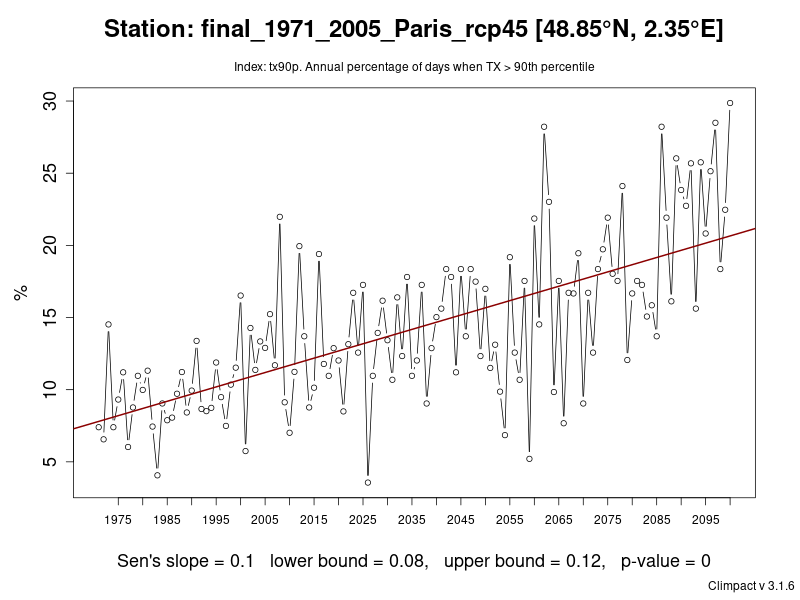 Station: final_1971_2005_Paris_rcp45 [48.85°N, 2.35°E]
Index: tx90p. Annual percentage of days when TX > 90th percentile
30
25
20
15
10
5
%
1975 1985 1995 2005 2015 2025 2035 2045 2055 2065 2075 2085 2095
Sen's slope = 0.1 lower bound = 0.08, upper bound = 0.12, p-value = 0
Climpact v 3.1.6